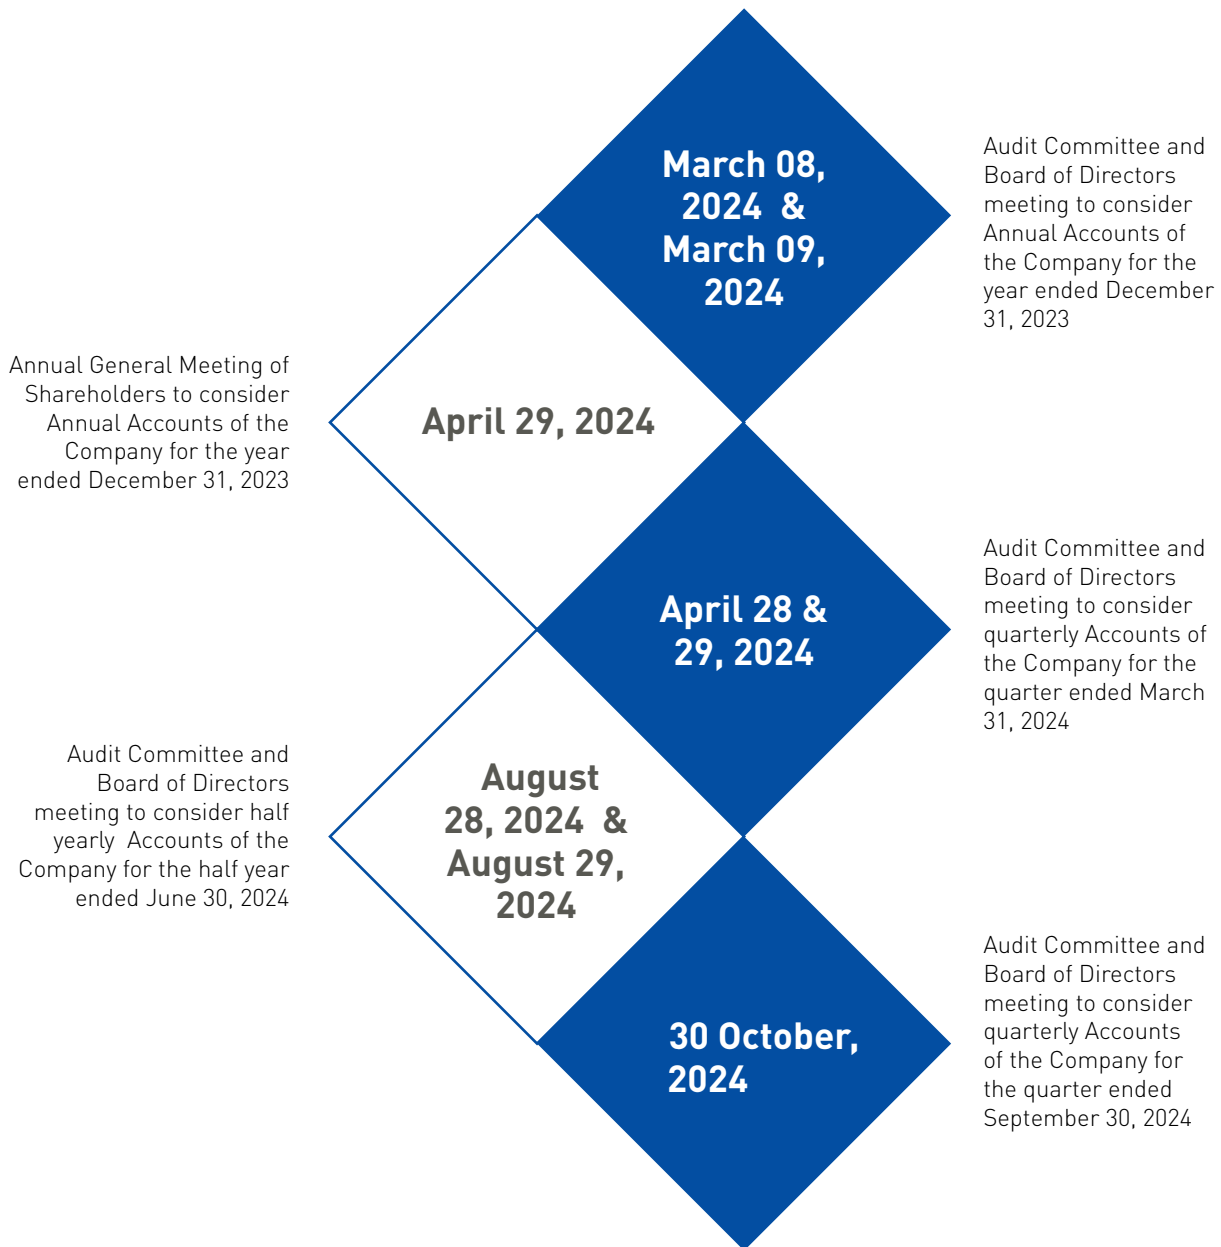 March 08,
2024 &
March 09,
2024
Audit Committee and
Board of Directors
meeting to consider
Annual Accounts of
the Company for the
year ended December
31, 2023
April 29, 2024
Annual General Meeting of
Shareholders to consider
Annual Accounts of the
Company for the year
ended December 31, 2023
April 28 &
29, 2024
Audit Committee and
Board of Directors
meeting to consider
quarterly Accounts of
the Company for the
quarter ended March
31, 2024
August
28, 2024 &
August 29,
2024
Audit Committee and
Board of Directors
meeting to consider half
yearly Accounts of the
Company for the half year
ended June 30, 2024
30 October,
2024
Audit Committee and
Board of Directors
meeting to consider
quarterly Accounts
of the Company for
the quarter ended
September 30, 2024